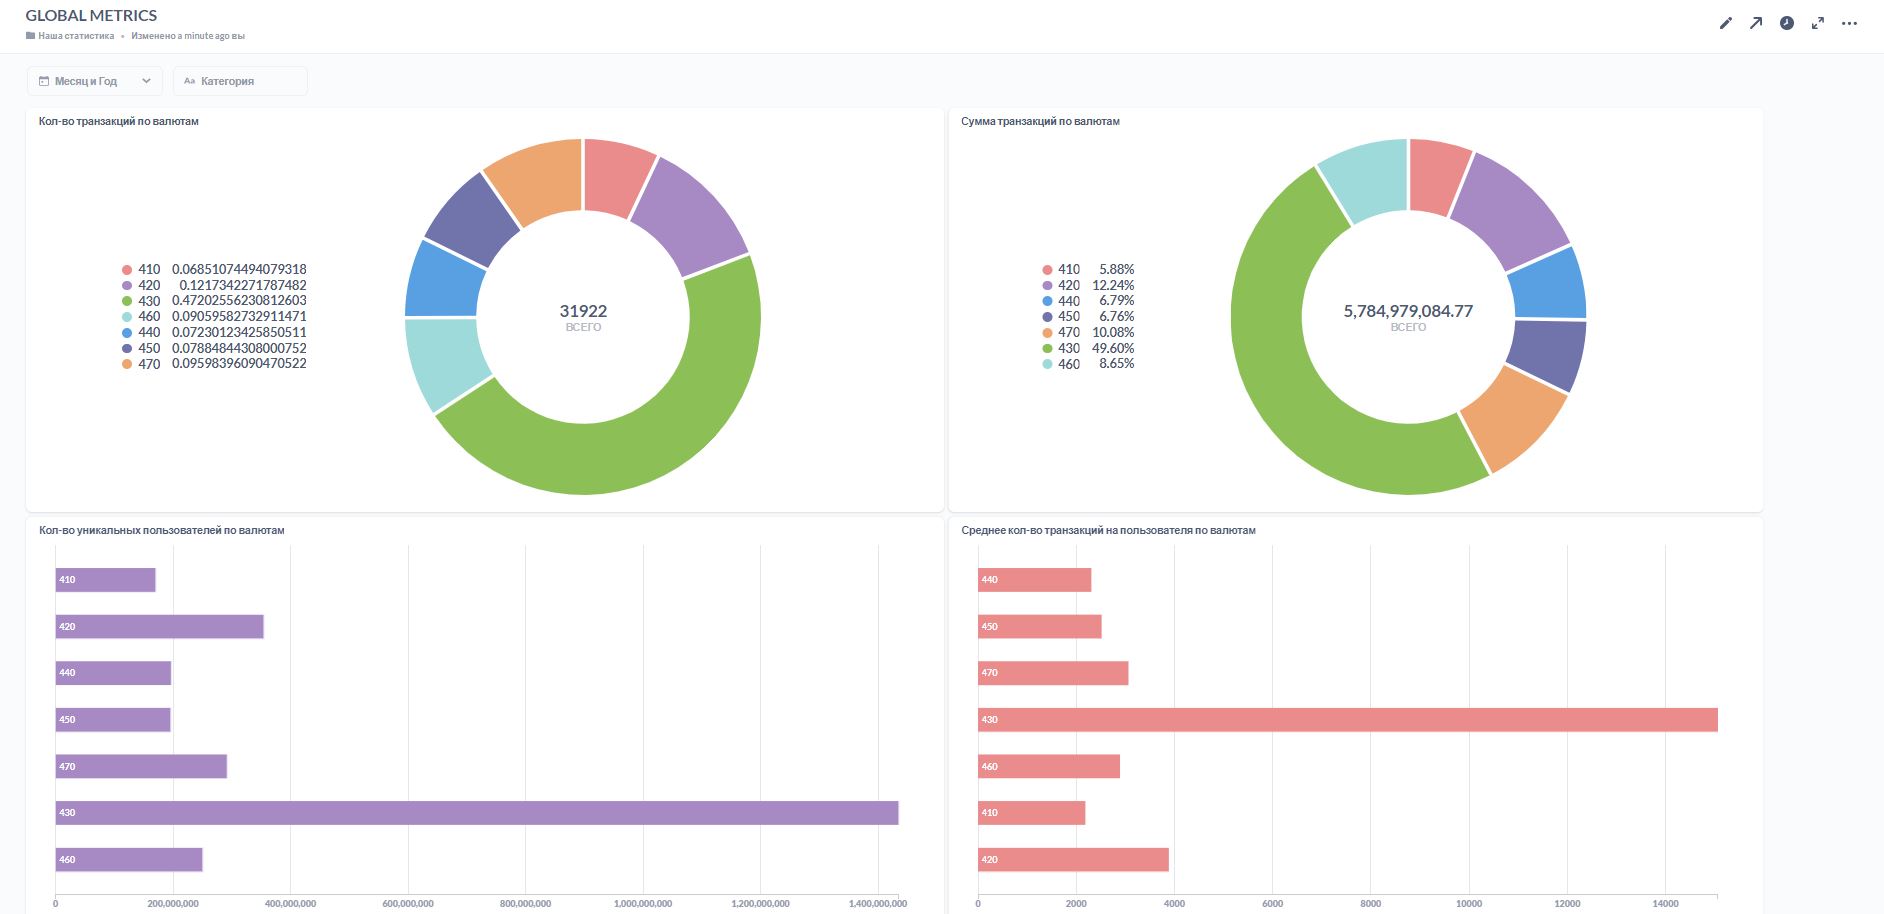 GLOBAL METRICS
Наша статистика • Изменено a minute ago вы
Месяц и Год
Aa Категория
Кол-во транзакций по валютам
410 0.06851074494079318
420 0.1217342271787482
430 0.47202556230812603
460 0.09059582732911471
440 0.07230123425850511
450 0.07884844308000752
470 0.09598396090470522
31922
ВСЕГО
Сумма транзакций по валютам
410 5.88%
420 12.24%
440 6.79%
450 6.76%
470 10.08%
430 49.60%
460 8.65%
5,784,979,084.77
ВСЕГО
Кол-во уникальных пользователей по валютам
410
420
440
450
470
430
460
0 200,000,000 400,000,000 600,000,000 800,000,000 1,000,000,000 1,200,000,000 1,400,000,000
Среднее кол-во транзакций на пользователя по валютам
440
450
470
430
460
410
420
0 2000 4000 6000 8000 10000 12000 14000